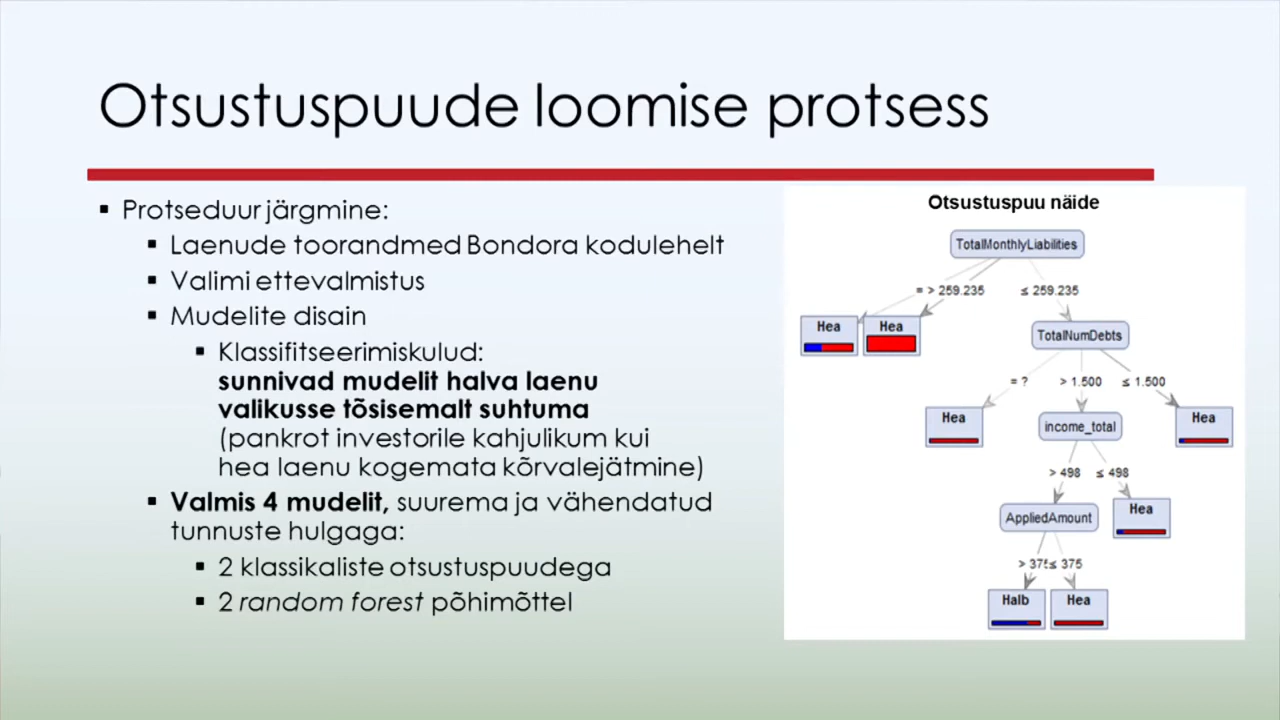 Otsustuspuude loomise protsess
Protseduur järgmine:
Laenude toorandmed Bondora kodulehelt
Valimi ettevalmistus
Mudelite disain
Klassifitseerimiskulud:
sunnivad mudelit halva laenu
valikusse tõsisemalt suhtuma
(pankrot investorile kahjulikum kui
hea laenu kogemata kõrvalejätmine)
Valmis 4 mudelit, suurema ja vähendatud
tunnuste hulgaga:
2 klassikaliste otsustuspuudega
2 random forest põhimõttel
Otsustuspuu näide
TotalMonthlyLiabilities
= > 259.235 ≤ 259.235
Hea Hea
TotalNumDebts
= ? > 1.500 ≤ 1.500
Hea income_total Hea
> 498 ≤ 498
AppliedAmount Hea
> 375 ≤ 375
Halb Hea